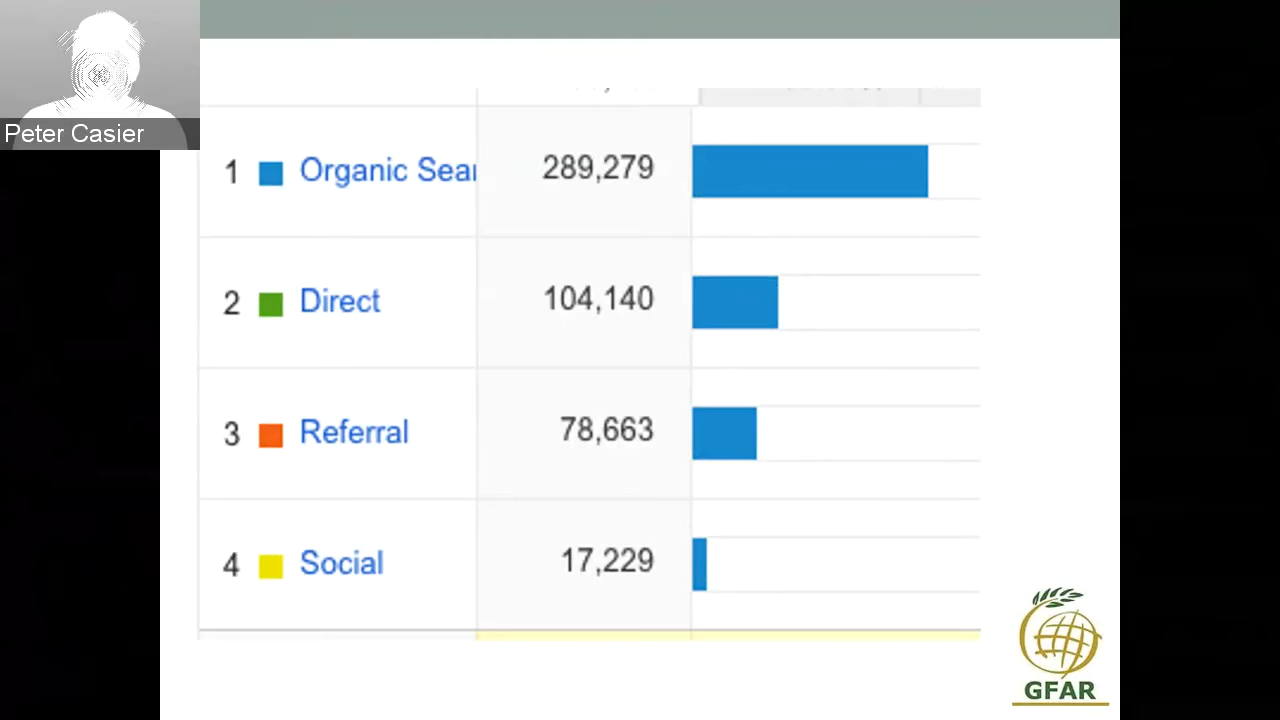 Peter Casier
1 Organic Sear 289,279
2 Direct 104,140
3 Referral 78,663
4 Social 17,229
GFAR